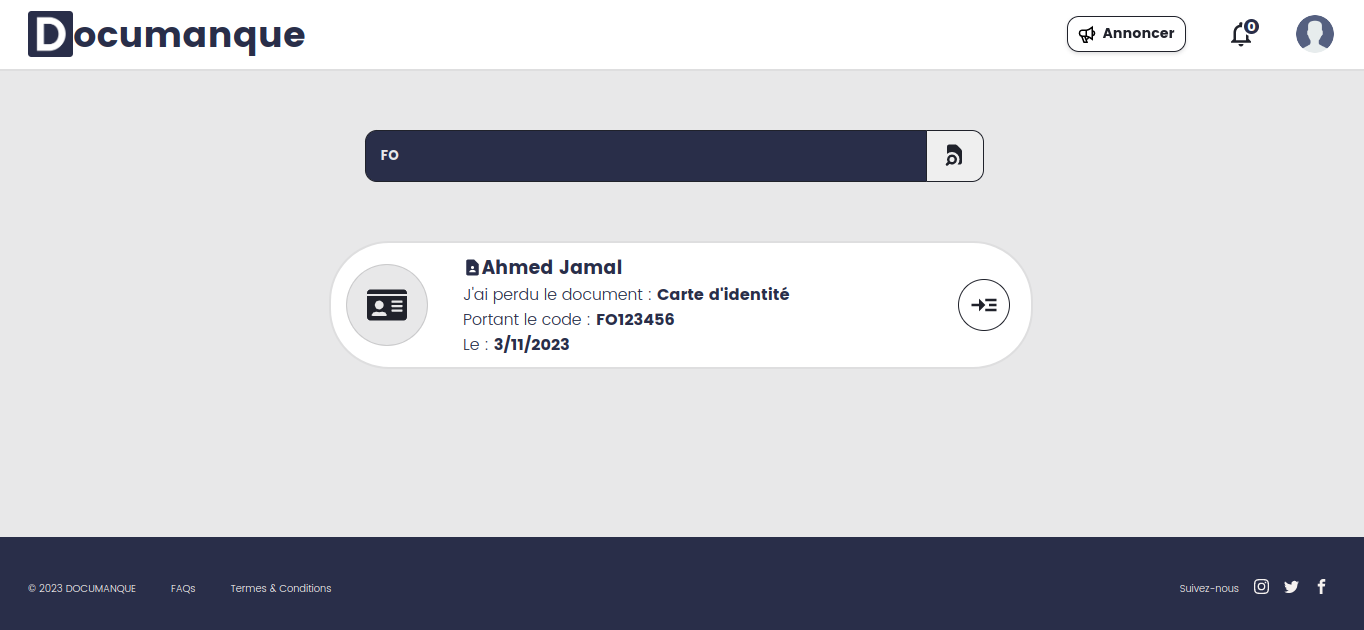 Documanque
Annoncer
0
FO
Ahmed Jamal
J'ai perdu le document : Carte d'identité
Portant le code : FO123456
Le : 3/11/2023
© 2023 DOCUMANQUE FAQs Termes & Conditions Suivez-nous